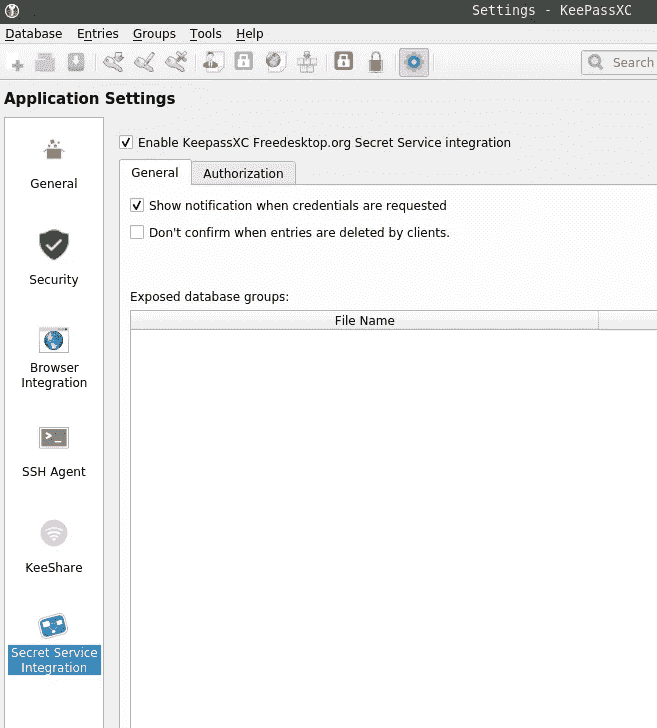 Settings - KeePassXC
Database Entries Groups Tools Help
Search
Application Settings
General
Security
Browser
Integration
SSH Agent
KeeShare
Secret Service
Integration
Enable KeepassXC Freedesktop.org Secret Service integration
General Authorization
Show notification when credentials are requested
Don't confirm when entries are deleted by clients.
Exposed database groups:
File Name